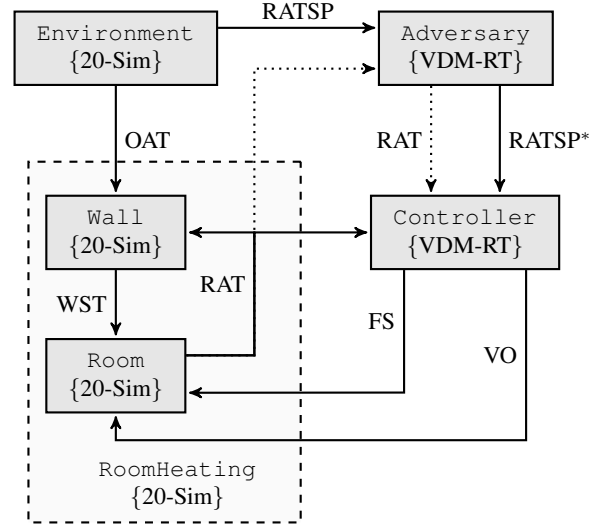 RATSP
Environment
{20-Sim}
Adversary
{VDM-RT}
OAT
RAT
RATSP*
Wall
{20-Sim}
Controller
{VDM-RT}
WST
RAT
FS
VO
Room
{20-Sim}
RoomHeating
{20-Sim}